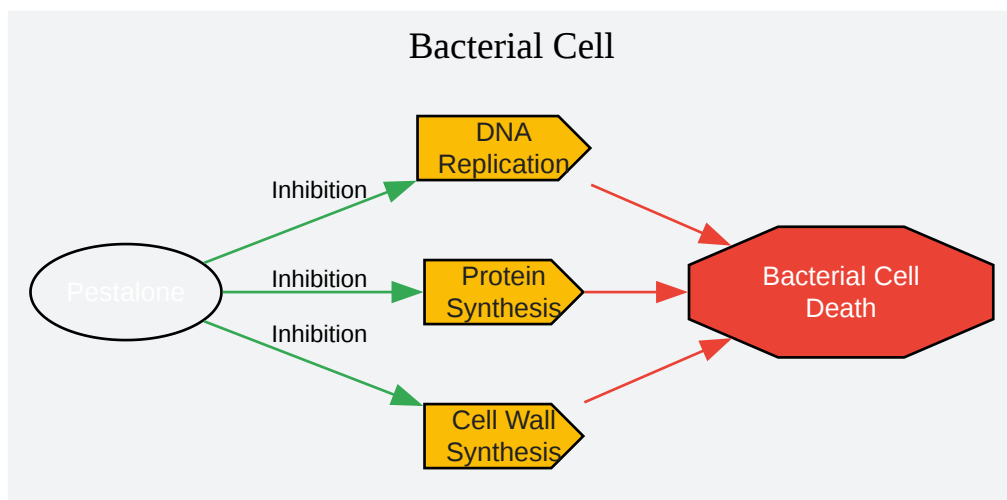 Bacterial Cell
DNA
Replication
Inhibition
Inhibition
Protein
Synthesis
Pestalone
Bacterial Cell
Death
Inhibition
Cell Wall
Synthesis